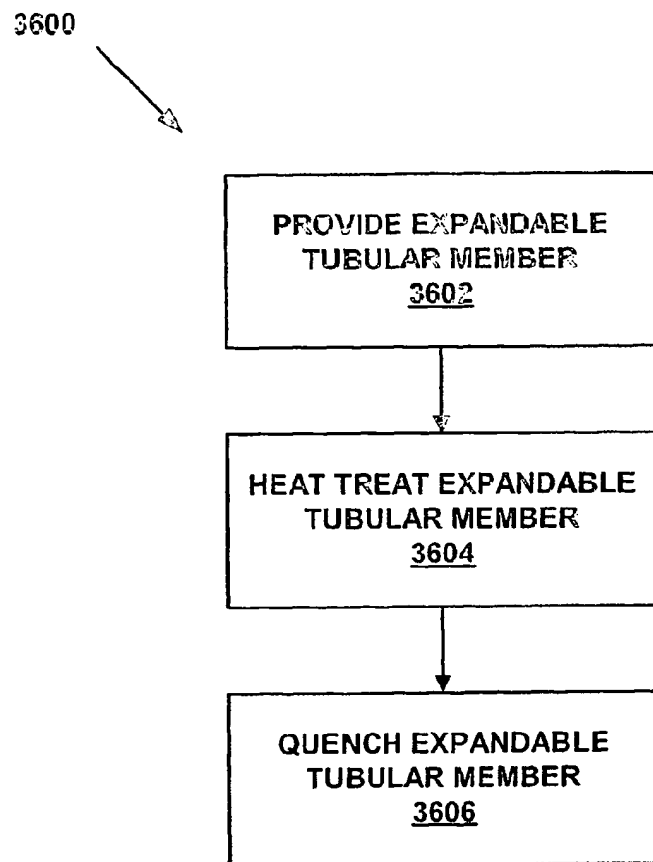 3600
PROVIDE EXPANDABLE
TUBULAR MEMBER
3602
HEAT TREAT EXPANDABLE
TUBULAR MEMBER
3604
QUENCH EXPANDABLE
TUBULAR MEMBER
3606